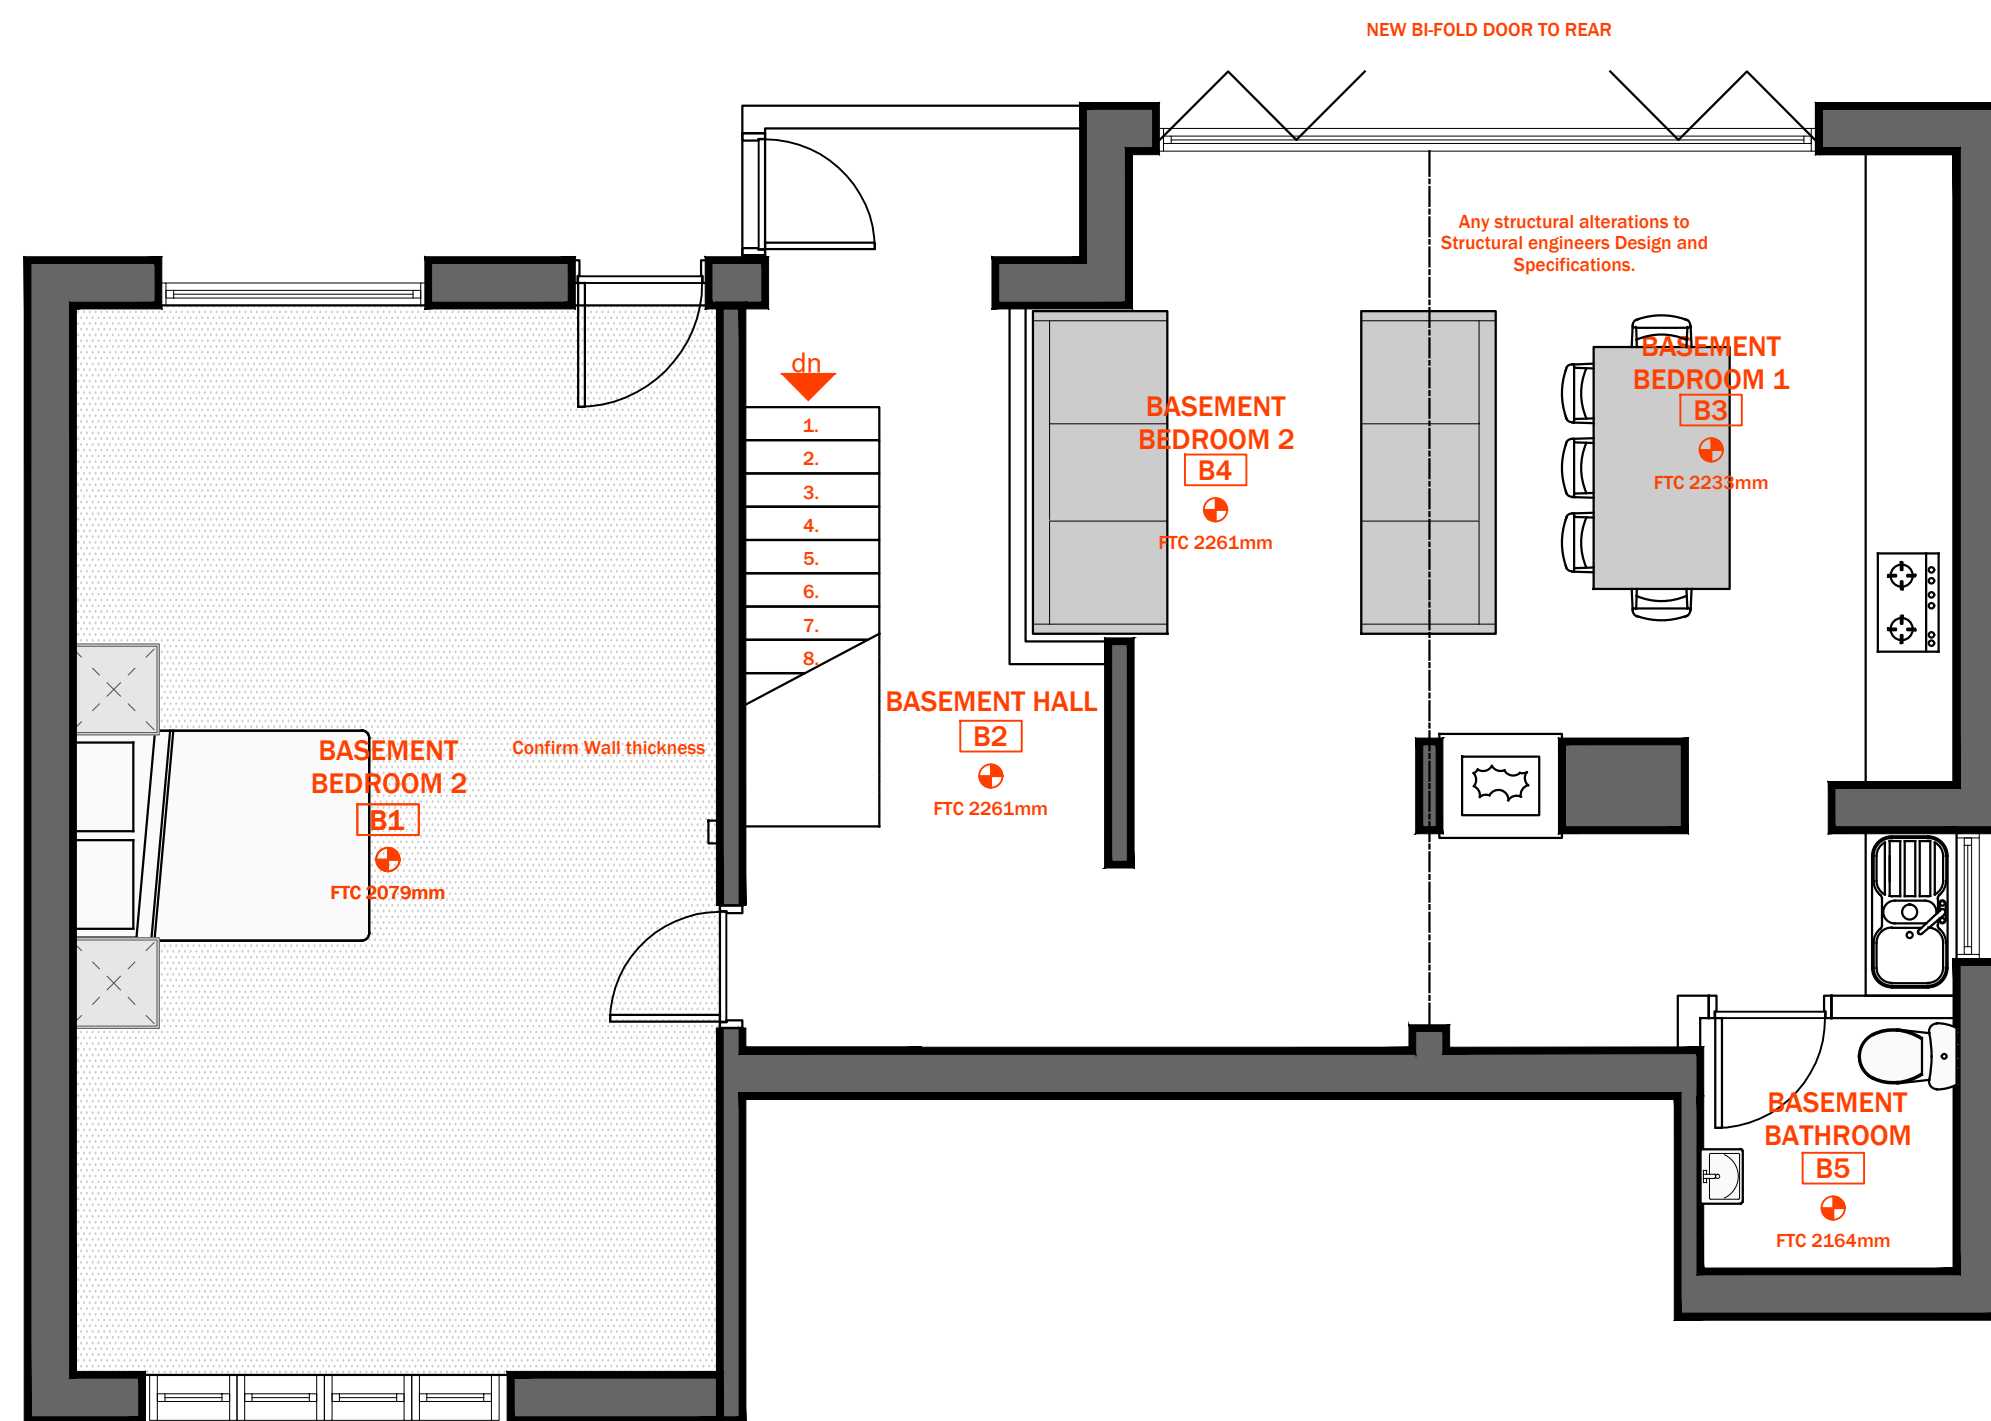 NEW BI-FOLD DOOR TO REAR
Any structural alterations to
Structural engineers Design and
Specifications.
dn
1.
2.
3.
4.
5.
6.
7.
8.
BASEMENT
BEDROOM 2
B4
FTC 2261mm
BASEMENT
BEDROOM 1
B3
FTC 2233mm
BASEMENT HALL
B2
FTC 2261mm
Confirm Wall thickness
BASEMENT
BEDROOM 2
B1
FTC 2079mm
BASEMENT
BATHROOM
B5
FTC 2164mm